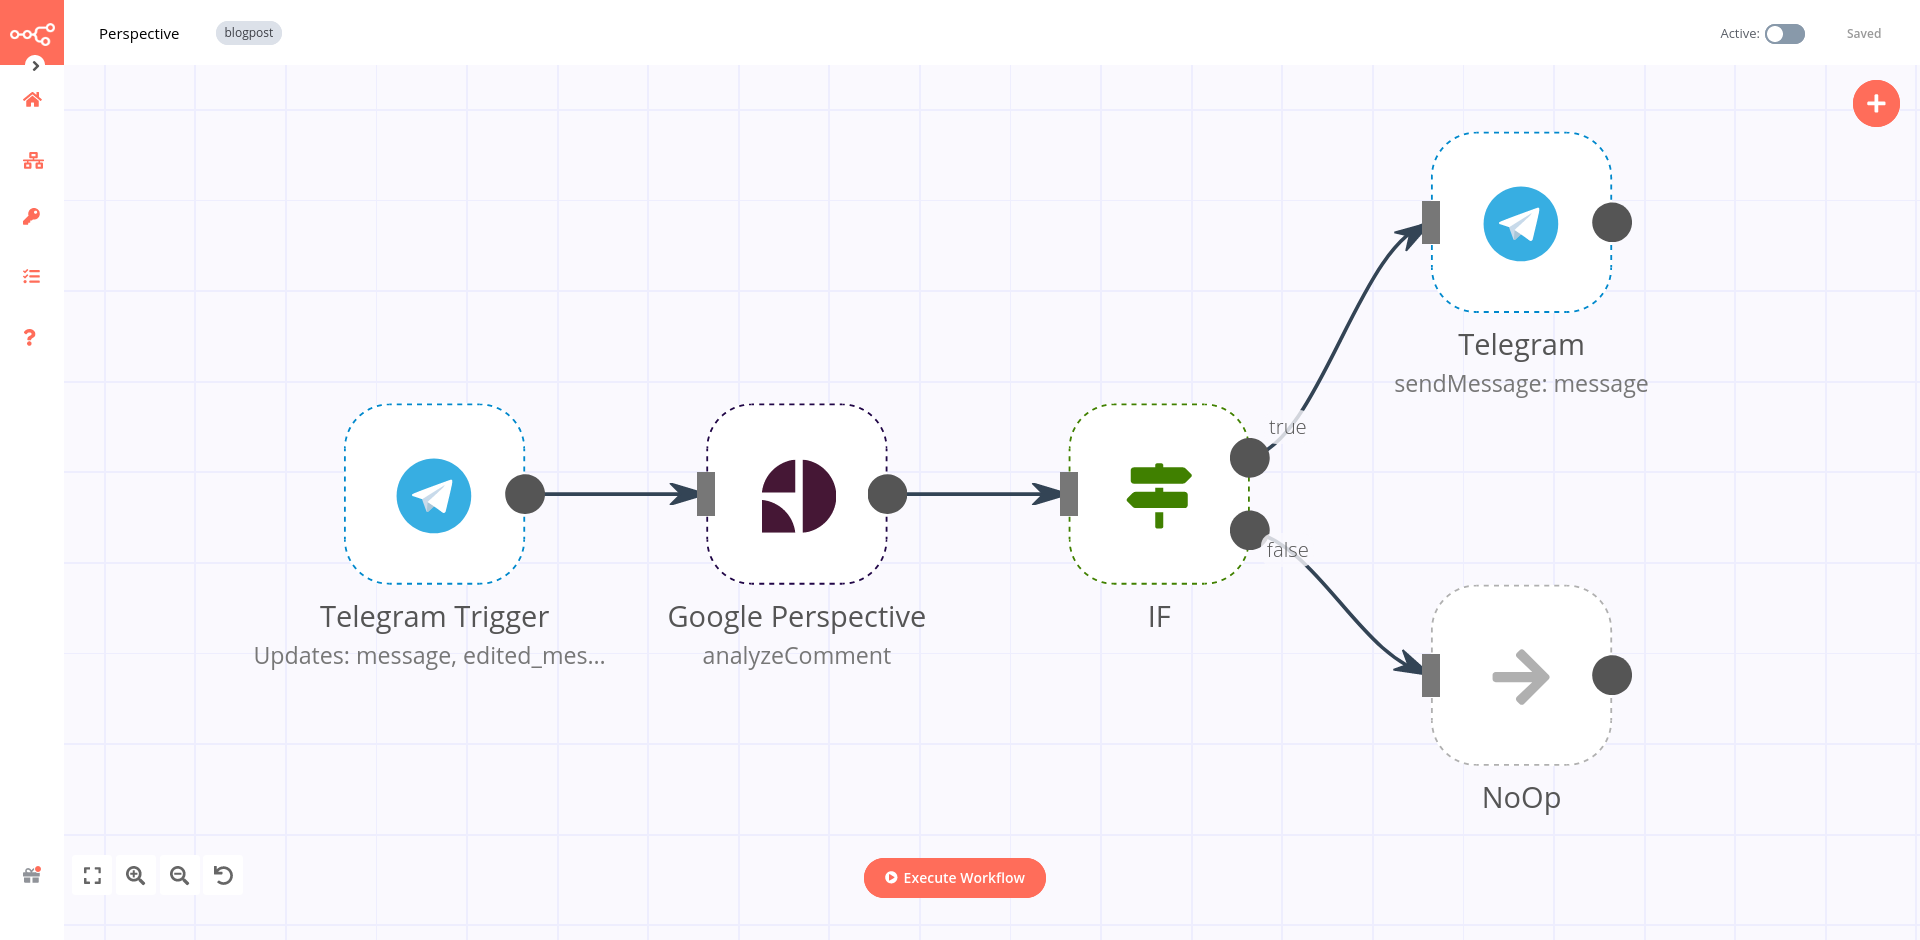 Perspective
blogpost
Active:
Saved
Telegram
sendMessage: message
true
false
Telegram Trigger
Updates: message, edited_mes...
Google Perspective
analyzeComment
IF
NoOp
Execute Workflow